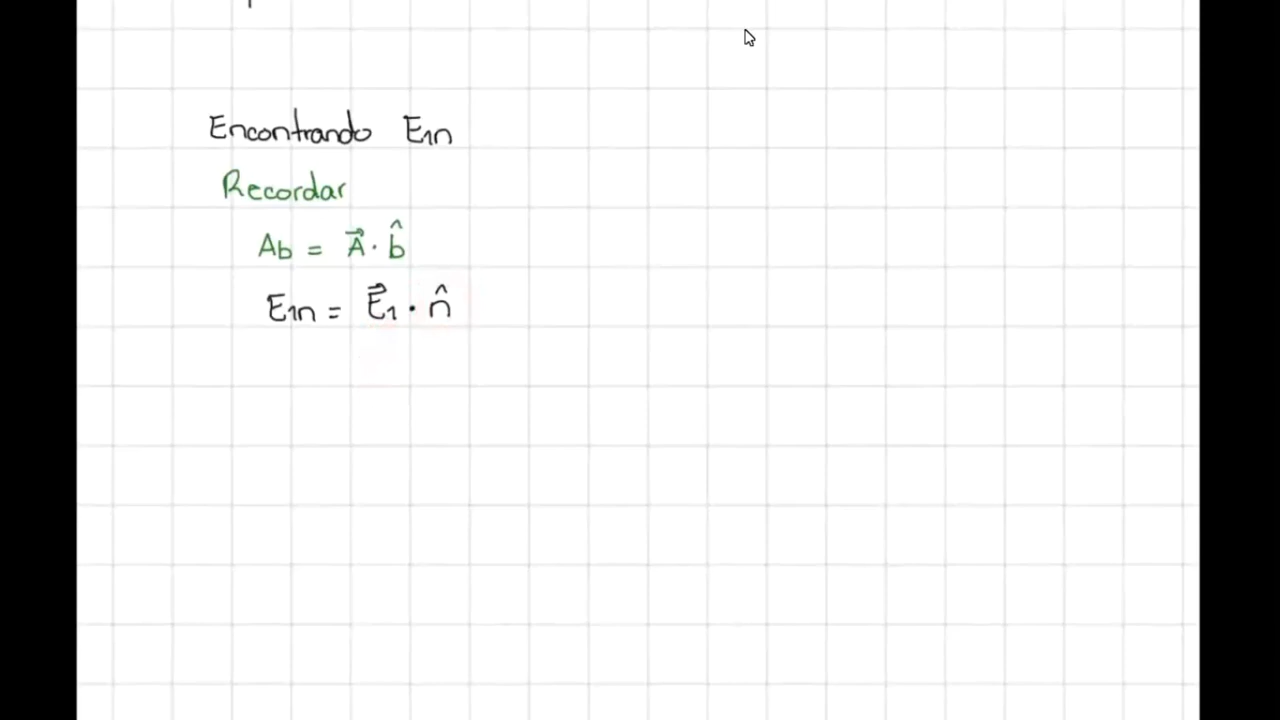 Encontrando E1n
Recordar
Ab = A⃗ · b̂
E1n = E⃗1 · n̂